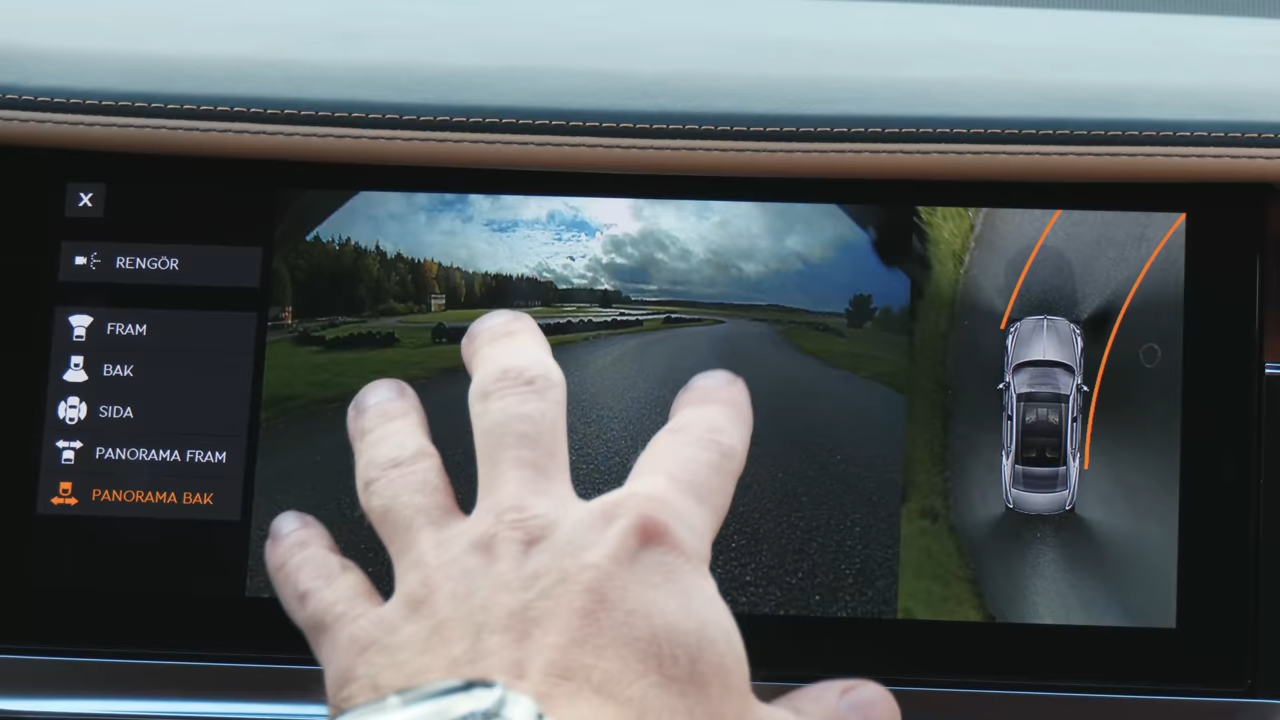 X
RENGÖR
FRAM
BAK
SIDA
PANORAMA FRAM
PANORAMA BAK